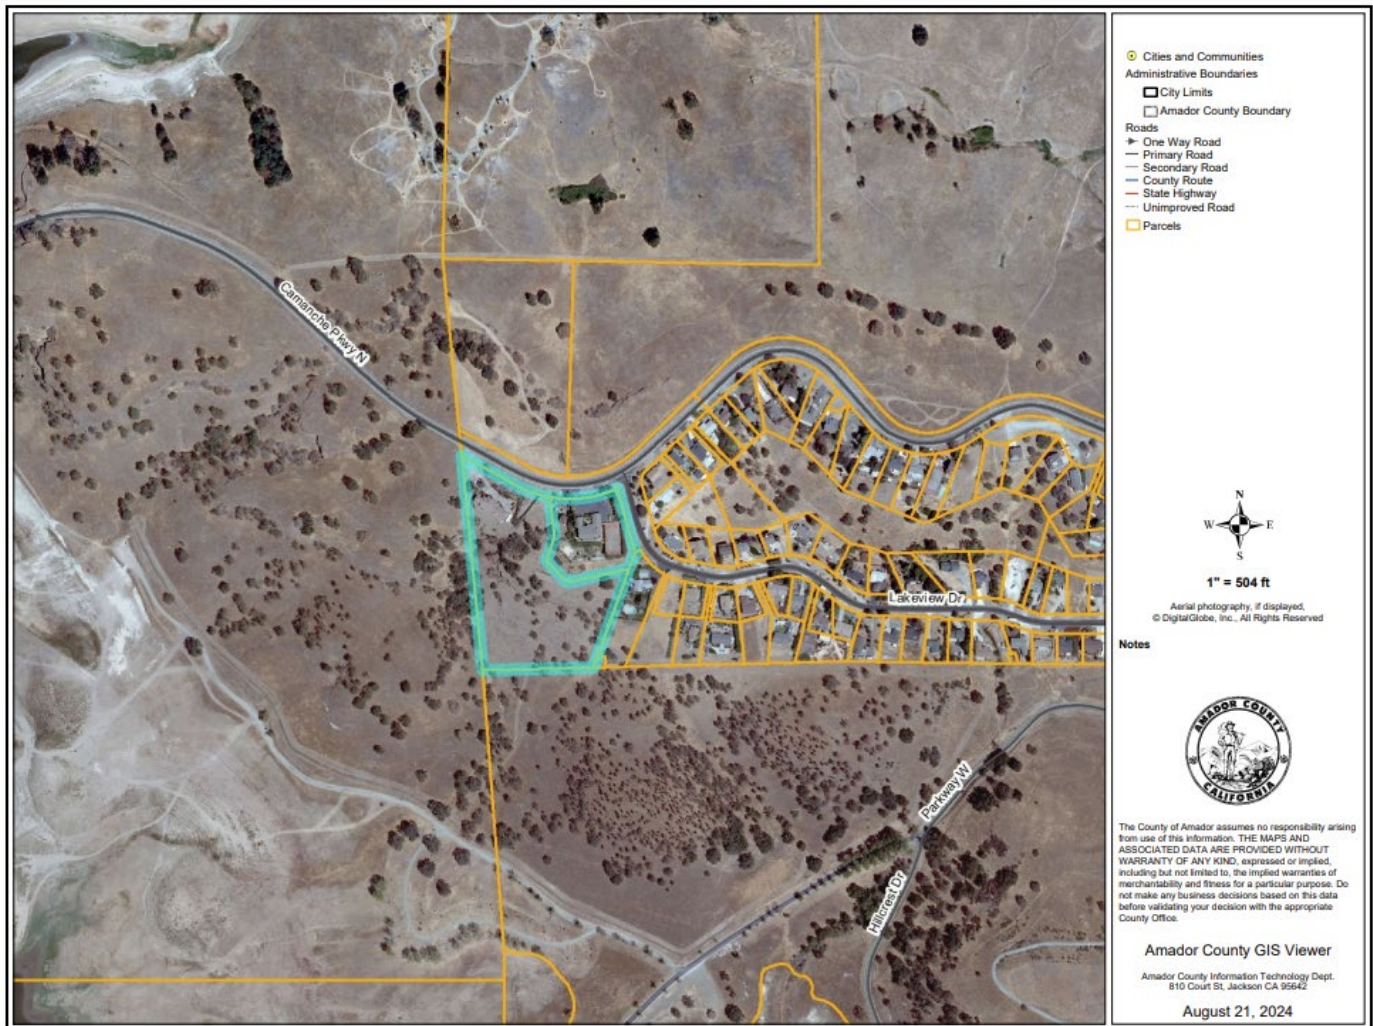 Camanche Pkwy N
Lakeview Dr
Parkway W
Hillcrest Dr
Cities and Communities
Administrative Boundaries
City Limits
Amador County Boundary
Roads
One Way Road
Primary Road
Secondary Road
County Route
State Highway
Unimproved Road
Parcels
N
W E
S
1" = 504 ft
Aerial photography, if displayed,
© DigitalGlobe, Inc., All Rights Reserved
Notes
AMADOR COUNTY
CALIFORNIA
The County of Amador assumes no responsibility arising
from use of this information. THE MAPS AND
ASSOCIATED DATA ARE PROVIDED WITHOUT
WARRANTY OF ANY KIND, expressed or implied,
including but not limited to, the implied warranties of
merchantability and fitness for a particular purpose. Do
not make any business decisions based on this data
before validating your decision with the appropriate
County Office.
Amador County GIS Viewer
Amador County Information Technology Dept.
810 Court St, Jackson CA 95642
August 21, 2024